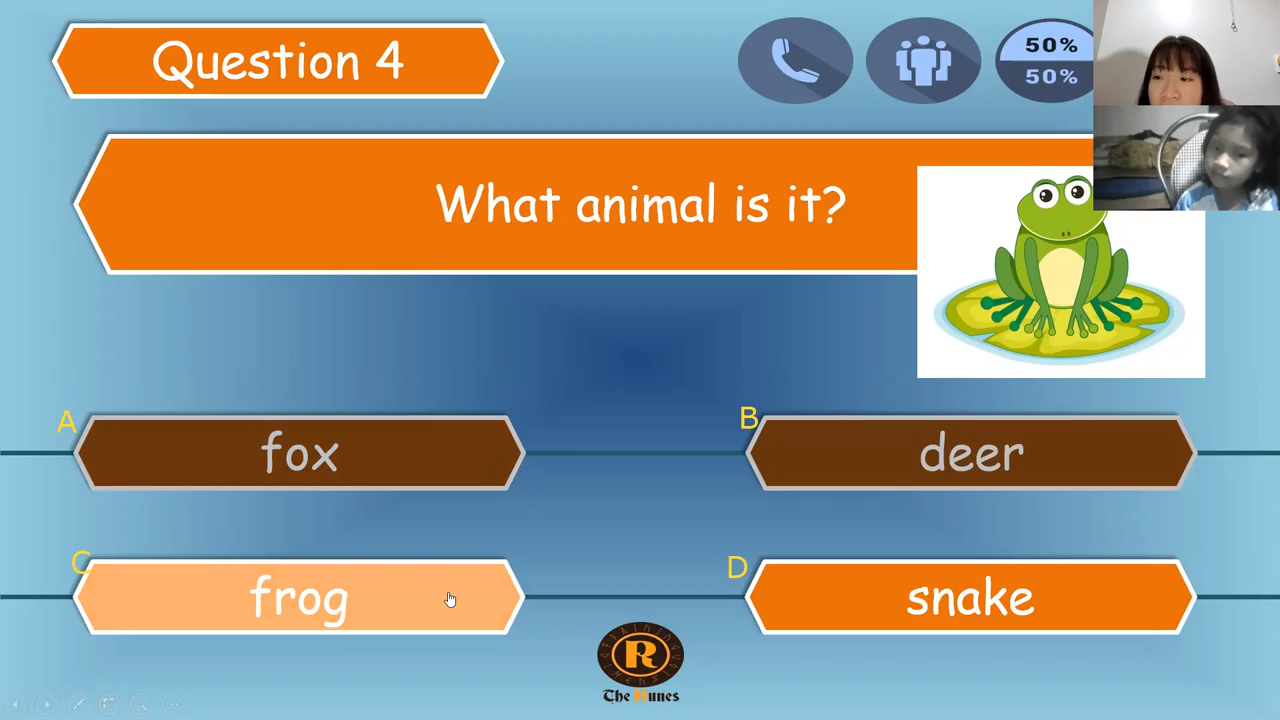 Question 4
50%
50%
What animal is it?
A
fox
B
deer
C
frog
D
snake
R
The Runes